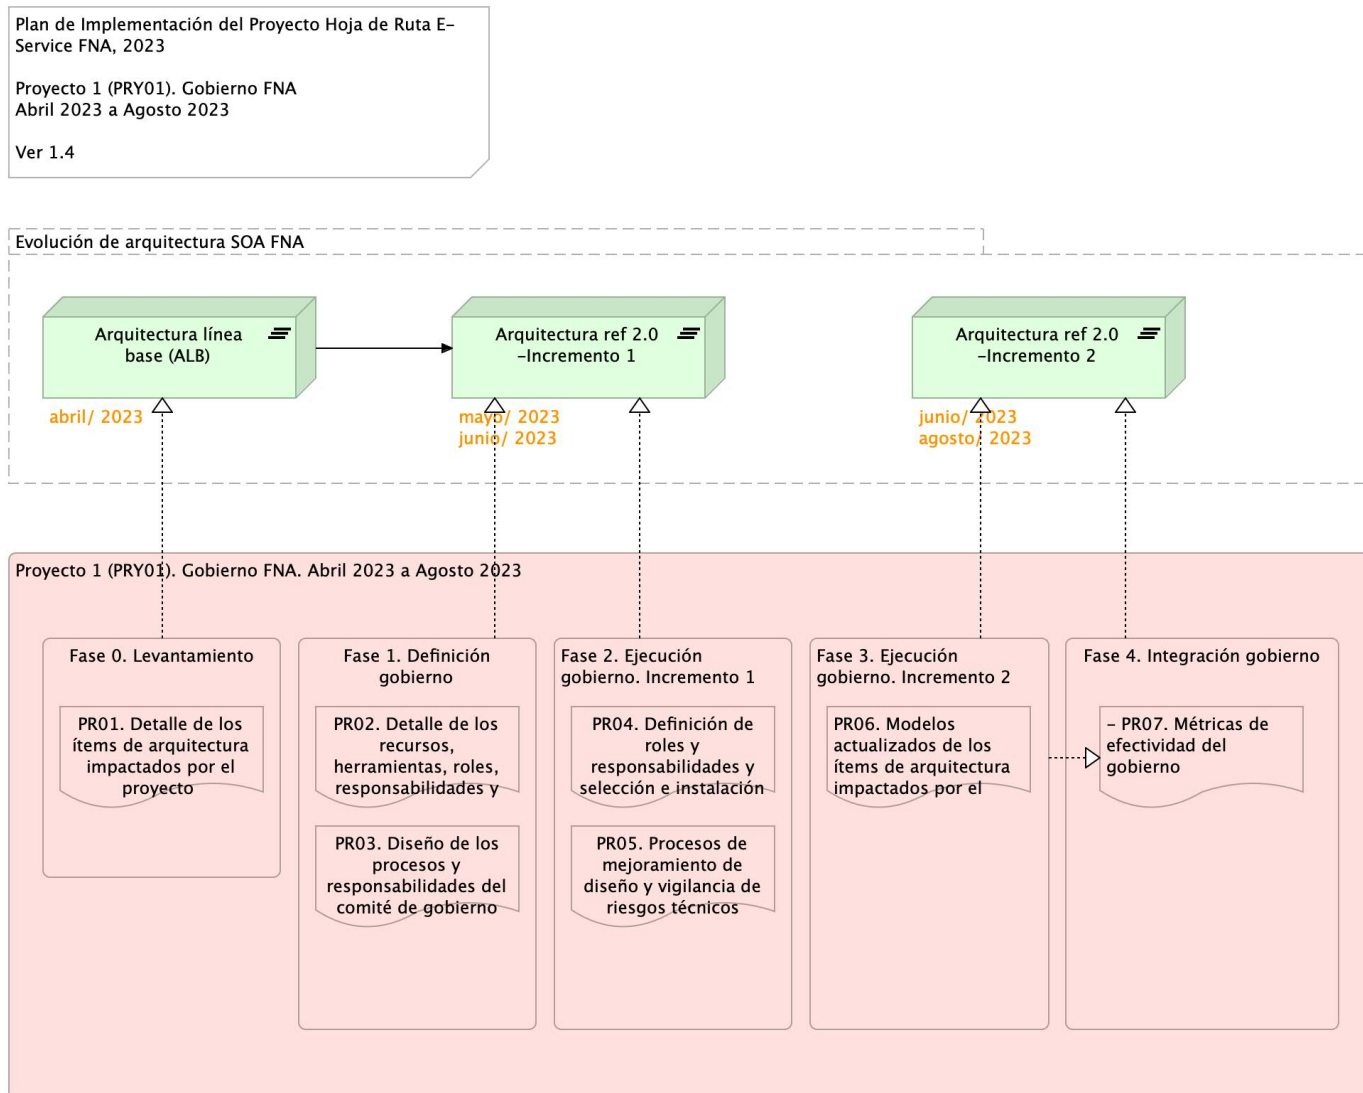 Plan de Implementación del Proyecto Hoja de Ruta E-
Service FNA, 2023
Proyecto 1 (PRY01). Gobierno FNA
Abril 2023 a Agosto 2023
Ver 1.4
Evolución de arquitectura SOA FNA
Arquitectura línea
base (ALB)
abril/ 2023
Arquitectura ref 2.0
-Incremento 1
mayo/ 2023
junio/ 2023
Arquitectura ref 2.0
-Incremento 2
junio/ 2023
agosto/ 2023
Proyecto 1 (PRY01). Gobierno FNA. Abril 2023 a Agosto 2023
Fase 0. Levantamiento
PR01. Detalle de los
ítems de arquitectura
impactados por el
proyecto
Fase 1. Definición
gobierno
PR02. Detalle de los
recursos,
herramientas, roles,
responsabilidades y
PR03. Diseño de los
procesos y
responsabilidades del
comité de gobierno
Fase 2. Ejecución
gobierno. Incremento 1
PR04. Definición de
roles y
responsabilidades y
selección e instalación
PR05. Procesos de
mejoramiento de
diseño y vigilancia de
riesgos técnicos
Fase 3. Ejecución
gobierno. Incremento 2
PR06. Modelos
actualizados de los
ítems de arquitectura
impactados por el
Fase 4. Integración gobierno
- PR07. Métricas de
efectividad del
gobierno